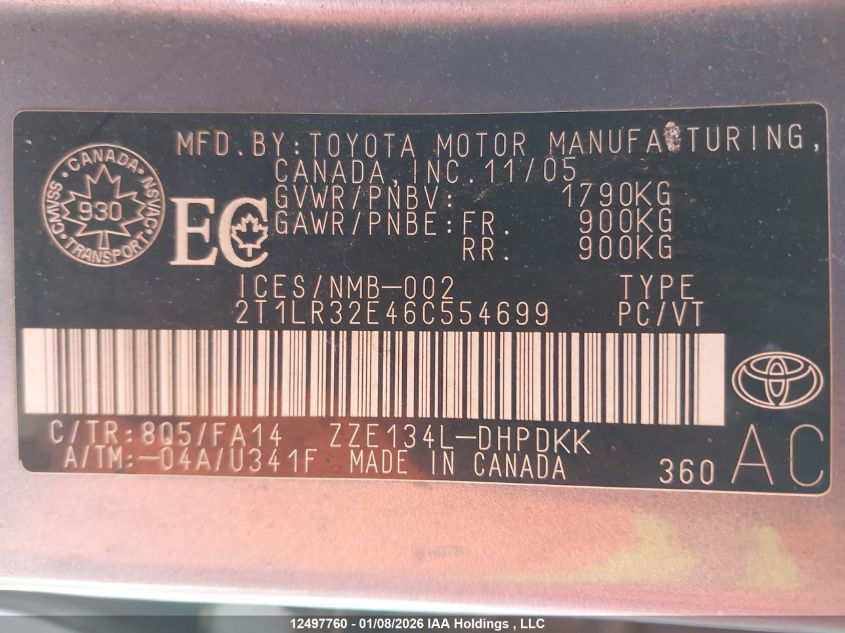 MFD.BY:TOYOTA MOTOR MANUFACTURING,
CANADA,INC.11/05
GVWR/PNBV: 1790KG
GAWR/PNBE:FR. 900KG
RR. 900KG
CANADA
CMVSS 930 NSVAC
TRANSPORT
EC
ICES/NMB-002 TYPE
2T1LR32E46C554699 PC/VT
C/TR:8Q5/FA14 ZZE134L-DHPDKK
A/TM:-04A/U341F MADE IN CANADA 360 AC
12497760 - 01/08/2026 IAA Holdings , LLC